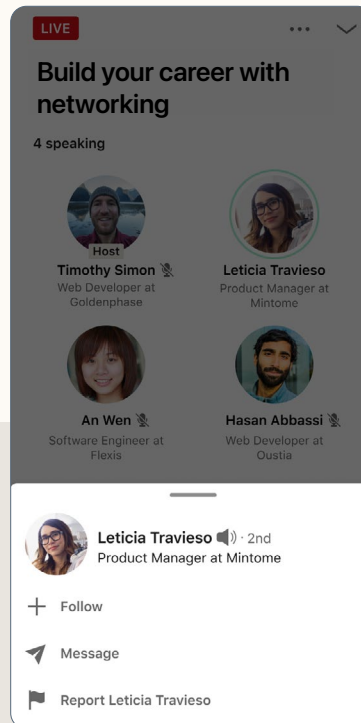 LIVE
Build your career with
networking
4 speaking
Host
Timothy Simon
Web Developer at
Goldenphase
Leticia Travieso
Product Manager at
Mintome
An Wen
Software Engineer at
Flexis
Hasan Abbassi
Web Developer at
Oustia
Leticia Travieso · 2nd
Product Manager at Mintome
Follow
Message
Report Leticia Travieso